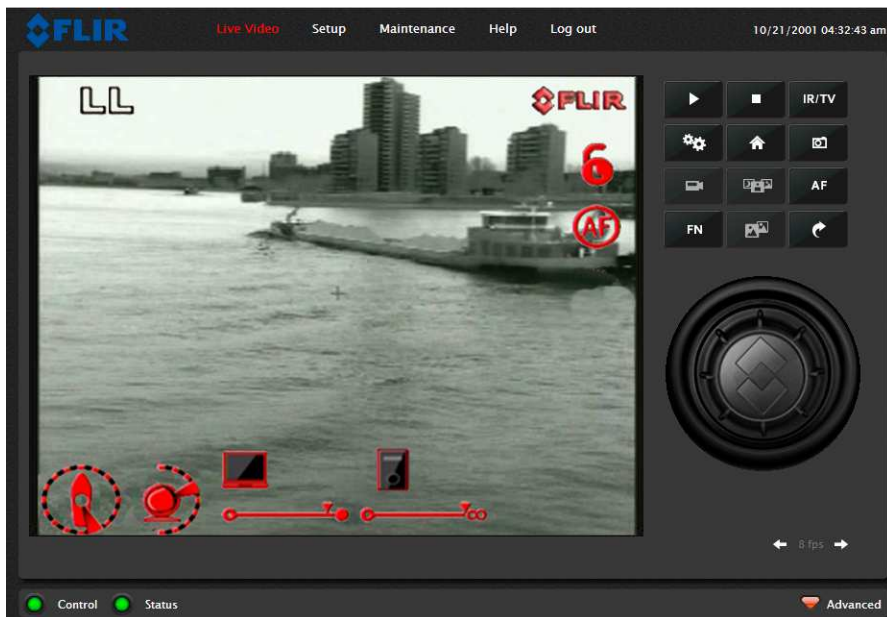 FLIR
Live Video
Setup
Maintenance
Help
Log out
10/21/2001 04:32:43 am
LL
FLIR
6
AF
IR/TV
AF
FN
8 fps
Control
Status
Advanced